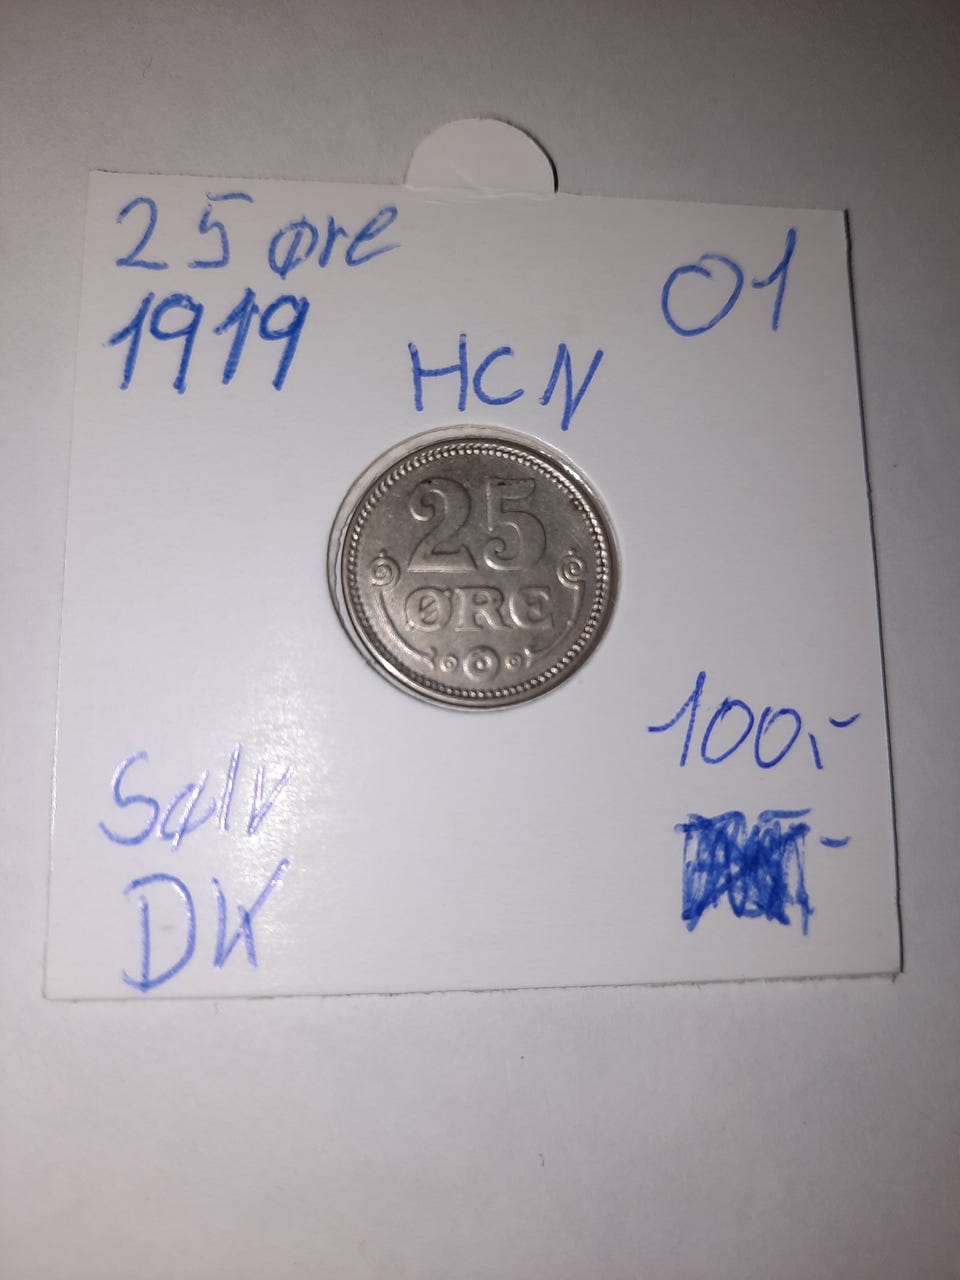 25 øre
1919
01
HCN
25
ØRE
100,-
Sølv
DK